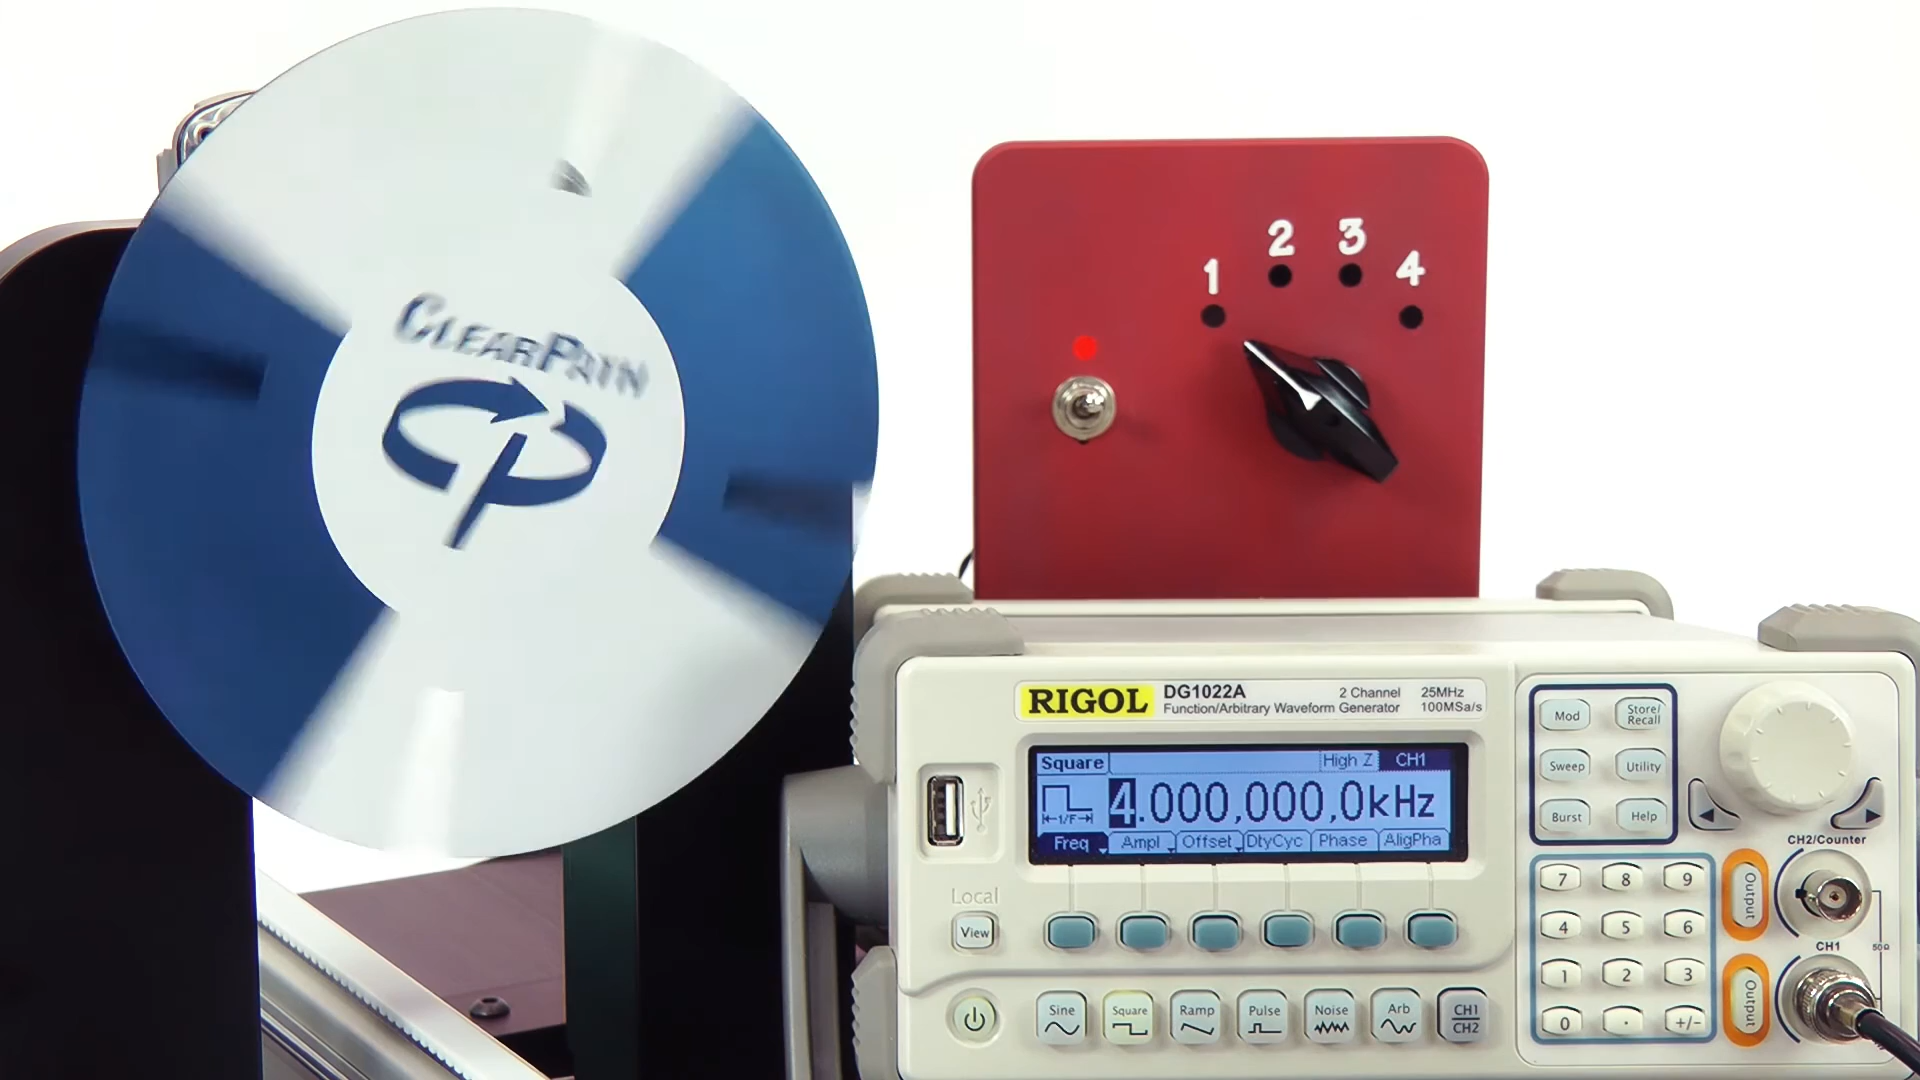 CLEARPATH
1 2 3 4
RIGOL DG1022A 2 Channel 25MHz
Function/Arbitrary Waveform Generator 100MSa/s
Square High Z CH1
4.000,000,0kHz
1/F
Freq Ampl Offset DtyCyc Phase AligPha
Local
View
Sine Square Ramp Pulse Noise Arb CH1
CH2
Mod Store/
Recall
Sweep Utility
Burst Help
7 8 9
4 5 6
1 2 3
0 . +/-
Output
Output
CH2/Counter
CH1
50Ω